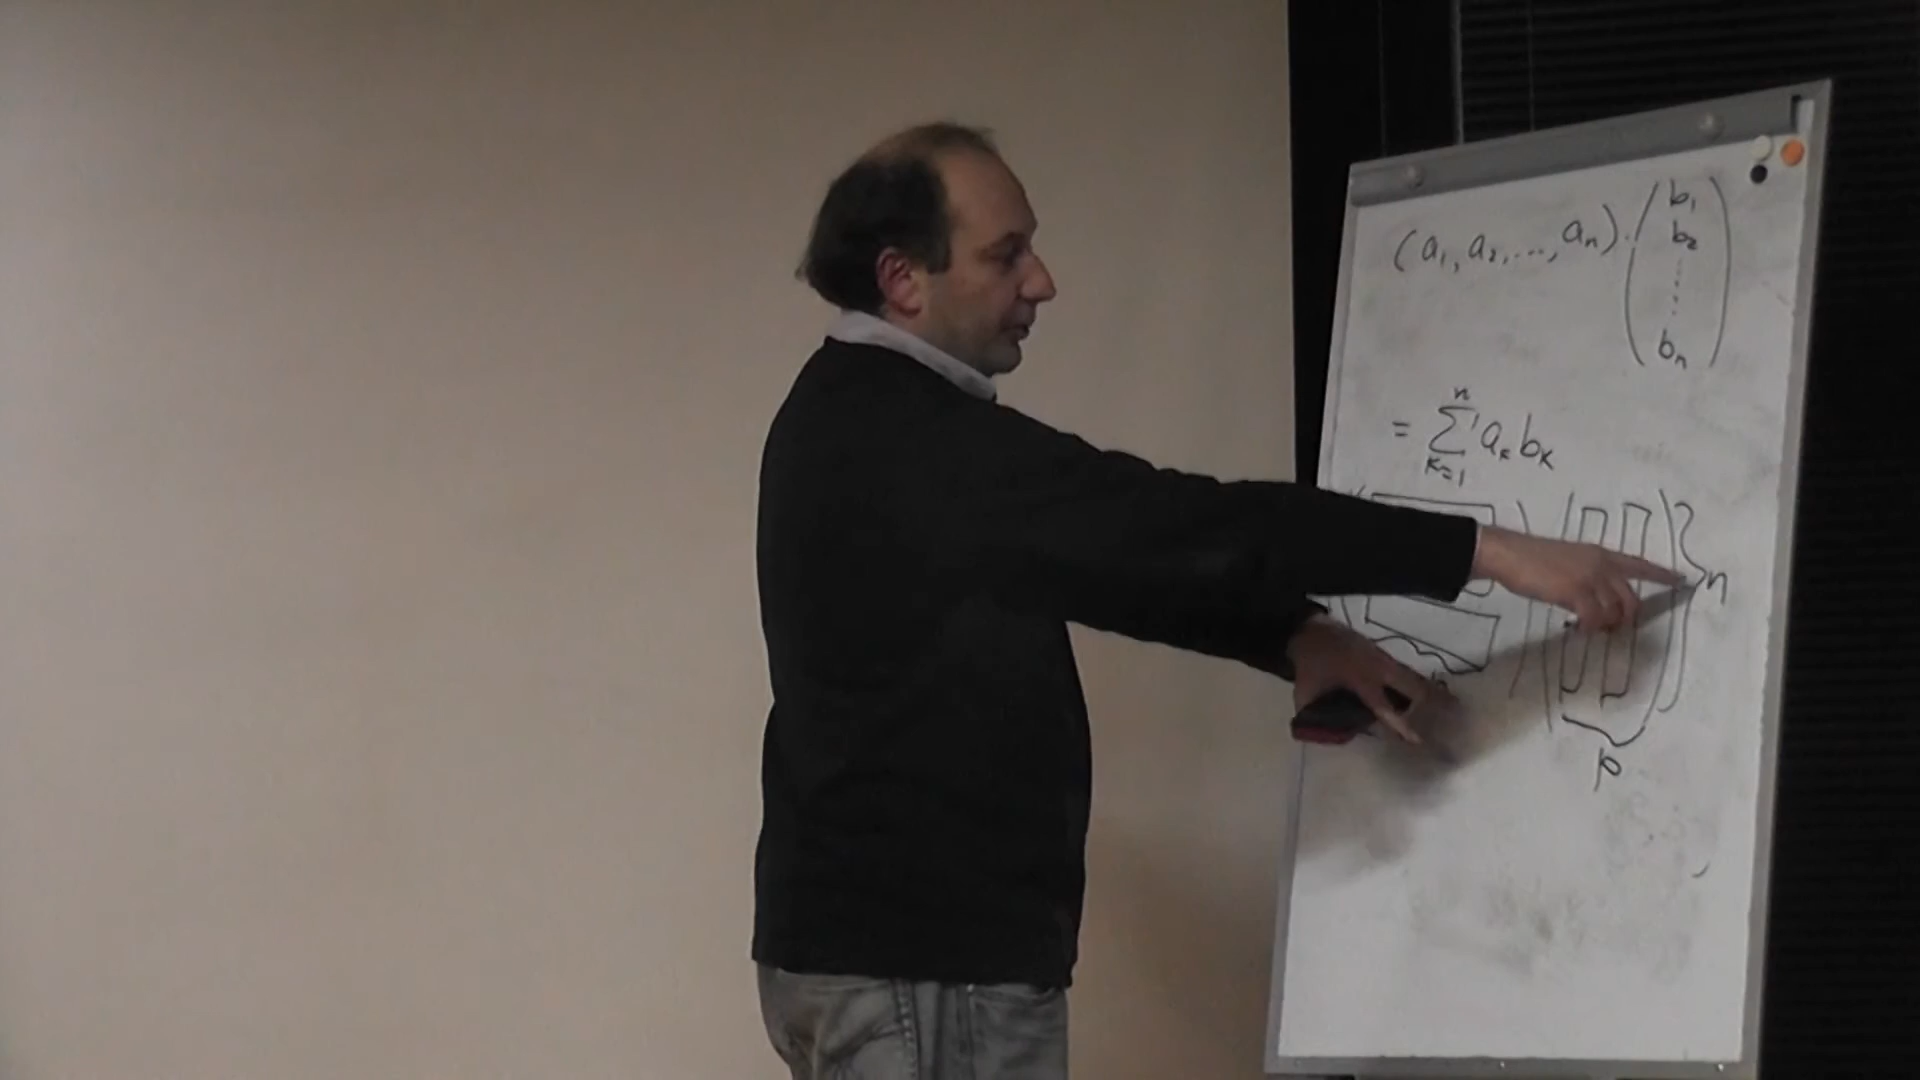 (a₁, a₂, ..., aₙ) · (b₁
b₂
⋮
bₙ)
= ∑ₖ₌₁ⁿ aₖ bₖ
n
p